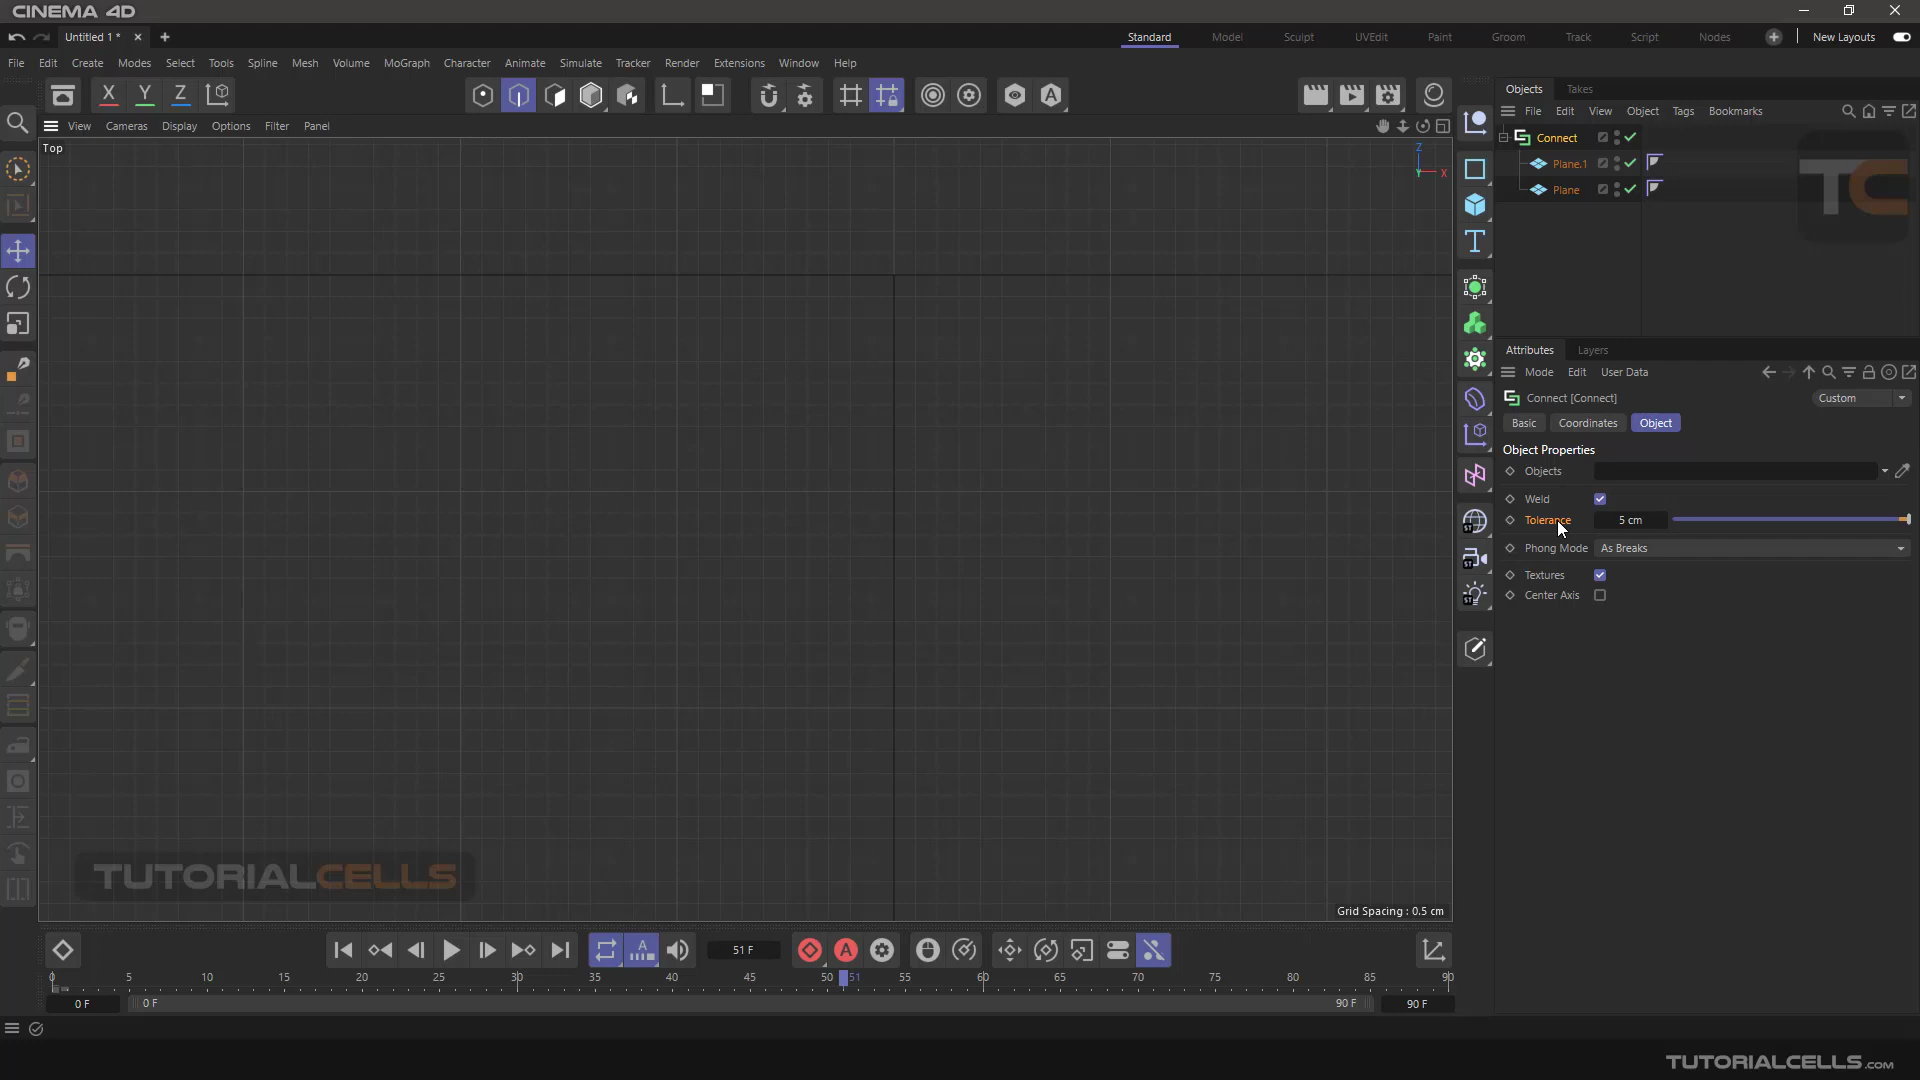 CINEMA 4D
Untitled 1 *
Standard Model Sculpt UVEdit Paint Groom Track Script Nodes New Layouts
File Edit Create Modes Select Tools Spline Mesh Volume MoGraph Character Animate Simulate Tracker Render Extensions Window Help
X Y Z
A
Objects Takes
File Edit View Object Tags Bookmarks
View Cameras Display Options Filter Panel
Top
Z
X
Y
Connect
Plane.1
Plane
TC
T
Attributes Layers
Mode Edit User Data
Connect [Connect] Custom
Basic Coordinates Object
Object Properties
Objects
Weld
Tolerance 5 cm
Phong Mode As Breaks
Textures
Center Axis
ST
ST
ST
TUTORIALCELLS
Grid Spacing : 0.5 cm
A 51 F A
0 5 10 15 20 25 30 35 40 45 50 51 55 60 65 70 75 80 85 90
0 F 0 F 90 F 90 F
TUTORIALCELLS.COM